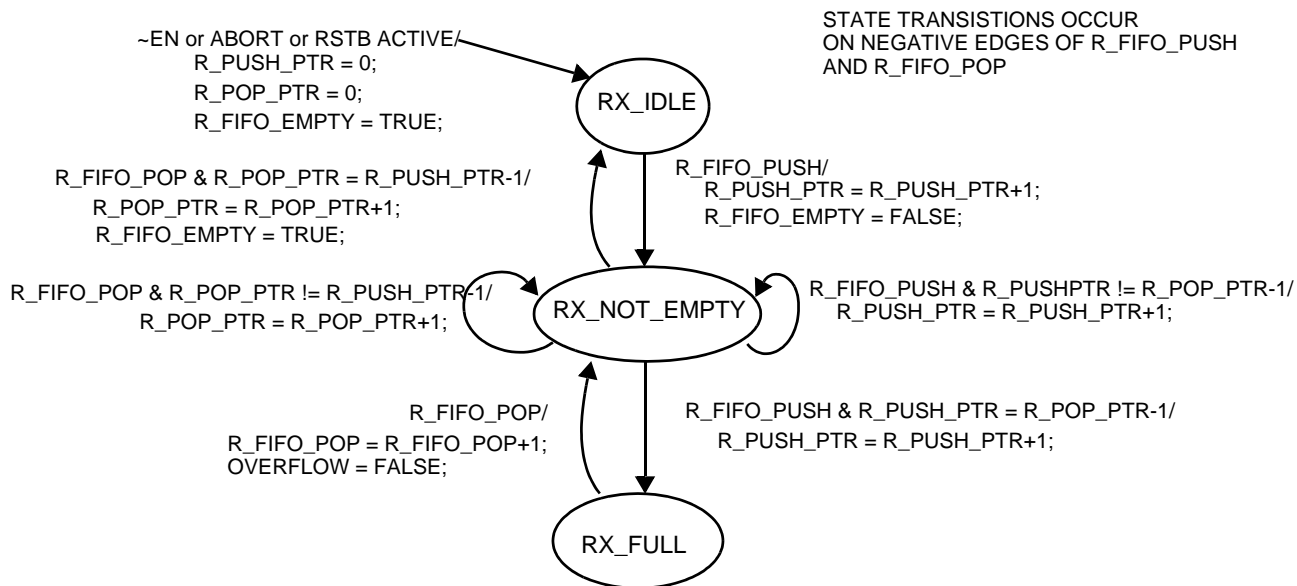 ~EN or ABORT or RSTB ACTIVE/
R_PUSH_PTR = 0;
R_POP_PTR = 0;
R_FIFO_EMPTY = TRUE;
STATE TRANSISTIONS OCCUR
ON NEGATIVE EDGES OF R_FIFO_PUSH
AND R_FIFO_POP
RX_IDLE
R_FIFO_POP & R_POP_PTR = R_PUSH_PTR-1/
R_POP_PTR = R_POP_PTR+1;
R_FIFO_EMPTY = TRUE;
R_FIFO_PUSH/
R_PUSH_PTR = R_PUSH_PTR+1;
R_FIFO_EMPTY = FALSE;
R_FIFO_POP & R_POP_PTR != R_PUSH_PTR-1/
R_POP_PTR = R_POP_PTR+1;
RX_NOT_EMPTY
R_FIFO_PUSH & R_PUSHPTR != R_POP_PTR-1/
R_PUSH_PTR = R_PUSH_PTR+1;
R_FIFO_POP/
R_FIFO_POP = R_FIFO_POP+1;
OVERFLOW = FALSE;
R_FIFO_PUSH & R_PUSH_PTR = R_POP_PTR-1/
R_PUSH_PTR = R_PUSH_PTR+1;
RX_FULL